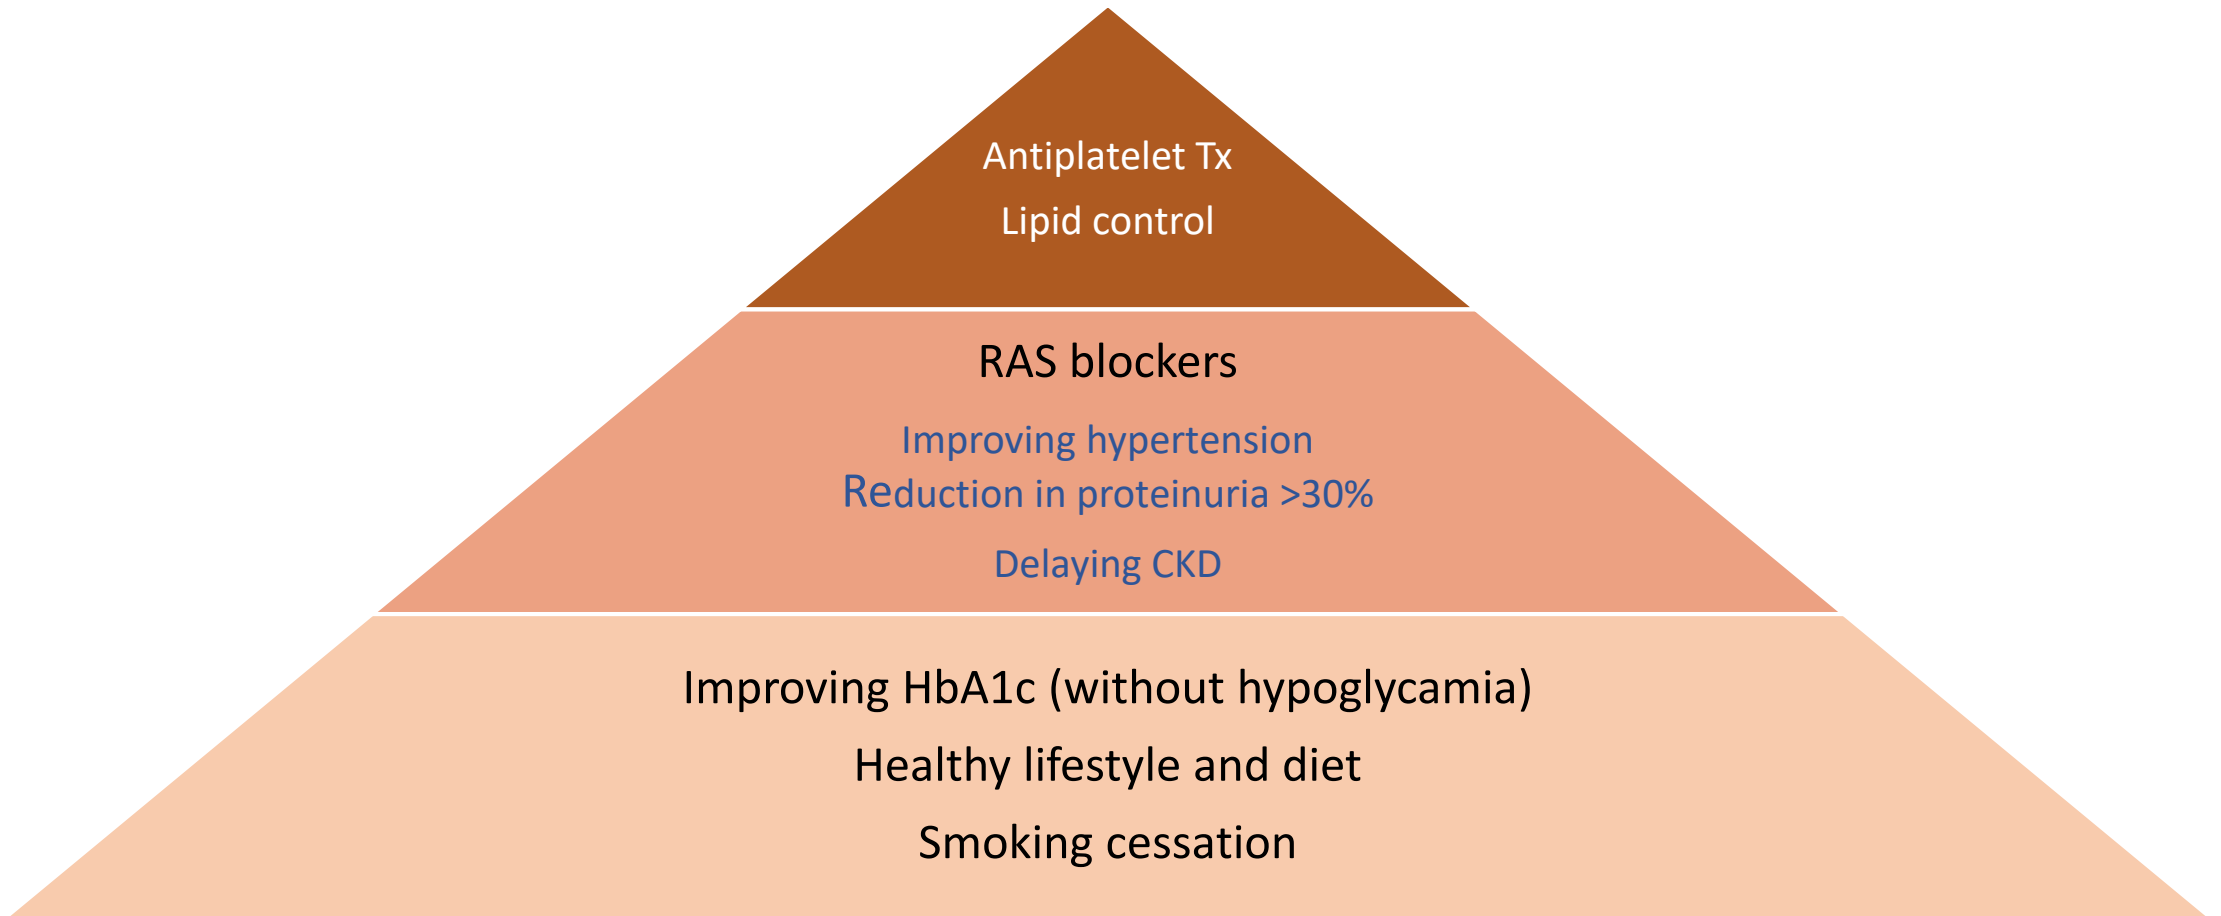 Antiplatelet Tx
Lipid control
RAS blockers
Improving hypertension
Reduction in proteinuria >30%
Delaying CKD
Improving HbA1c (without hypoglycamia)
Healthy lifestyle and diet
Smoking cessation